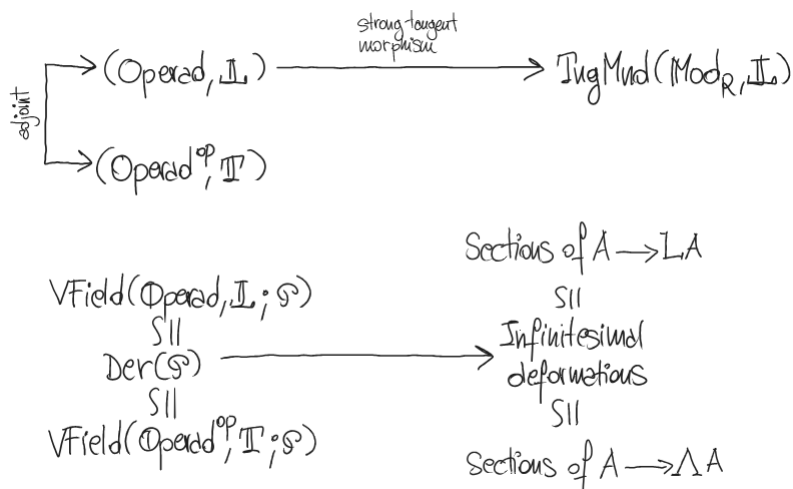 strong-tangent
morphism
(Operad, 𝕃) ⟶ TngMnd(Mod_R, 𝕃)
adjoint
(Operad^op, 𝕋)
Sections of A ⟶ LA
VField(Operad, 𝕃; 𝒫)
≅
≅
Infinitesimal
Der(𝒫) ⟶
deformations
≅
≅
VField(Operad^op, 𝕋; 𝒫)
Sections of A ⟶ ΛA